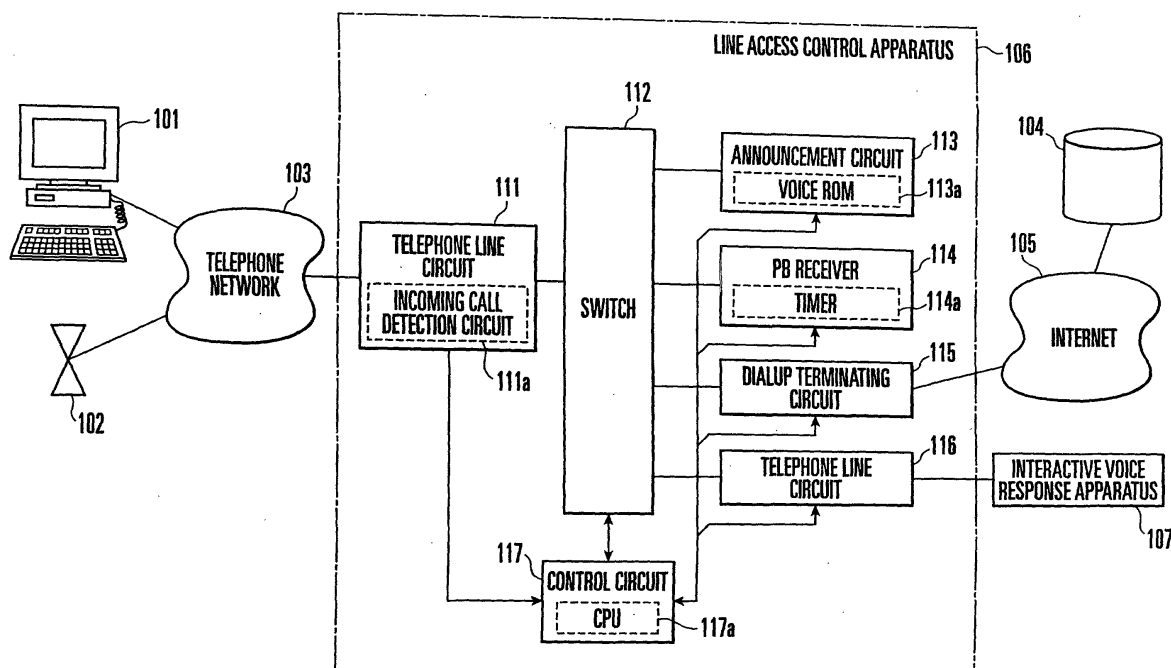 LINE ACCESS CONTROL APPARATUS
106
101
112
104
113
ANNOUNCEMENT CIRCUIT
VOICE ROM
113a
103
TELEPHONE
NETWORK
111
TELEPHONE LINE
CIRCUIT
INCOMING CALL
DETECTION CIRCUIT
111a
SWITCH
PB RECEIVER
114
TIMER
114a
105
INTERNET
115
DIALUP TERMINATING
CIRCUIT
102
116
TELEPHONE LINE
CIRCUIT
INTERACTIVE VOICE
RESPONSE APPARATUS
107
117
CONTROL CIRCUIT
CPU
117a